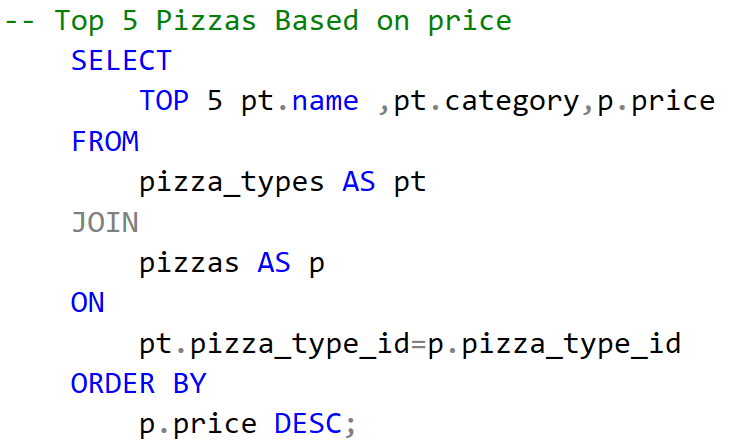 -- Top 5 Pizzas Based on price
SELECT
TOP 5 pt.name ,pt.category,p.price
FROM
pizza_types AS pt
JOIN
pizzas AS p
ON
pt.pizza_type_id=p.pizza_type_id
ORDER BY
p.price DESC;